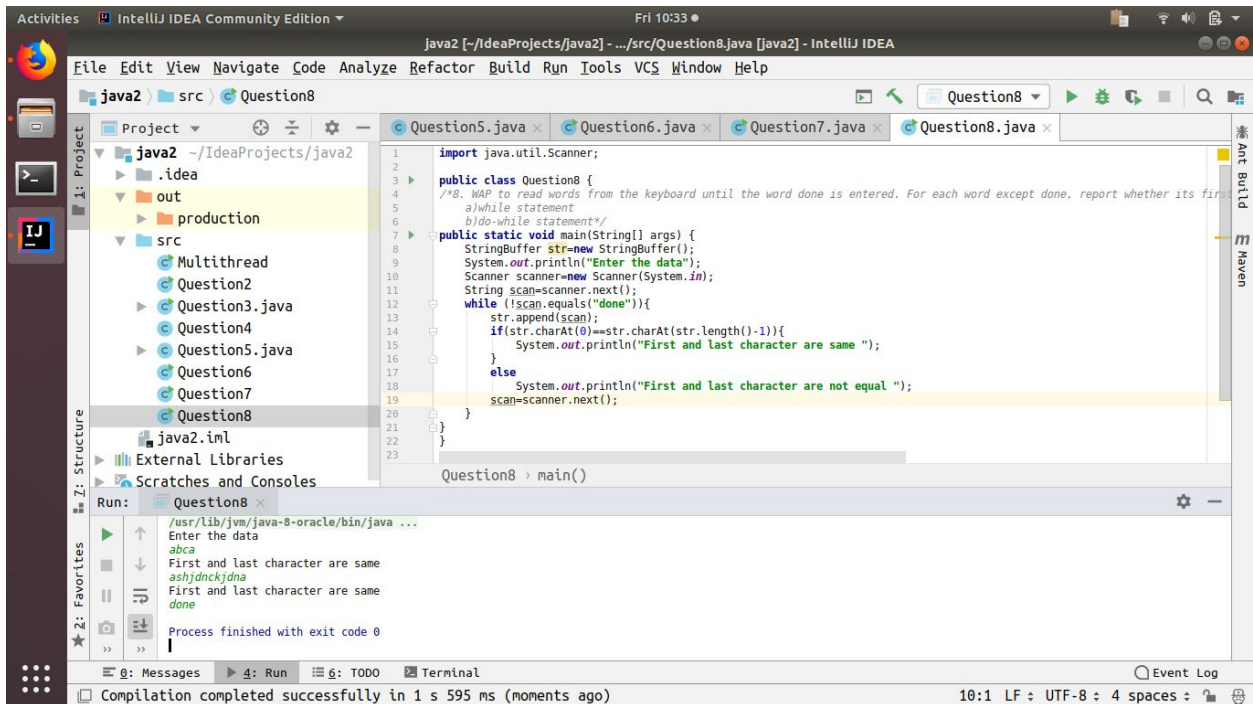 Activities IntelliJ IDEA Community Edition Fri 10:33
java2 [~/IdeaProjects/java2] - .../src/Question8.java [java2] - IntelliJ IDEA
File Edit View Navigate Code Analyze Refactor Build Run Tools VCS Window Help
java2 src Question8 Question8
Project Question5.java Question6.java Question7.java Question8.java
1: Project
Ant Build
Maven
java2 ~/IdeaProjects/java2
.idea
out
production
src
Multithread
Question2
Question3.java
Question4
Question5.java
Question6
Question7
Question8
java2.iml
External Libraries
Scratches and Consoles
1 import java.util.Scanner;
2
3 public class Question8 {
4 /*8. WAP to read words from the keyboard until the word done is entered. For each word except done, report whether its first
5 a)while statement
6 b)do-while statement*/
7 public static void main(String[] args) {
8 StringBuffer str=new StringBuffer();
9 System.out.println("Enter the data");
10 Scanner scanner=new Scanner(System.in);
11 String scan=scanner.next();
12 while (!scan.equals("done")){
13 str.append(scan);
14 if(str.charAt(0)==str.charAt(str.length()-1)){
15 System.out.println("First and last character are same ");
16 }
17 else
18 System.out.println("First and last character are not equal ");
19 scan=scanner.next();
20 }
21 }
22 }
23
Question8 › main()
7: Structure
2: Favorites
Run: Question8
/usr/lib/jvm/java-8-oracle/bin/java ...
Enter the data
abca
First and last character are same
ashjdnckjdna
First and last character are same
done
Process finished with exit code 0
0: Messages 4: Run 6: TODO Terminal Event Log
Compilation completed successfully in 1 s 595 ms (moments ago) 10:1 LF UTF-8 4 spaces